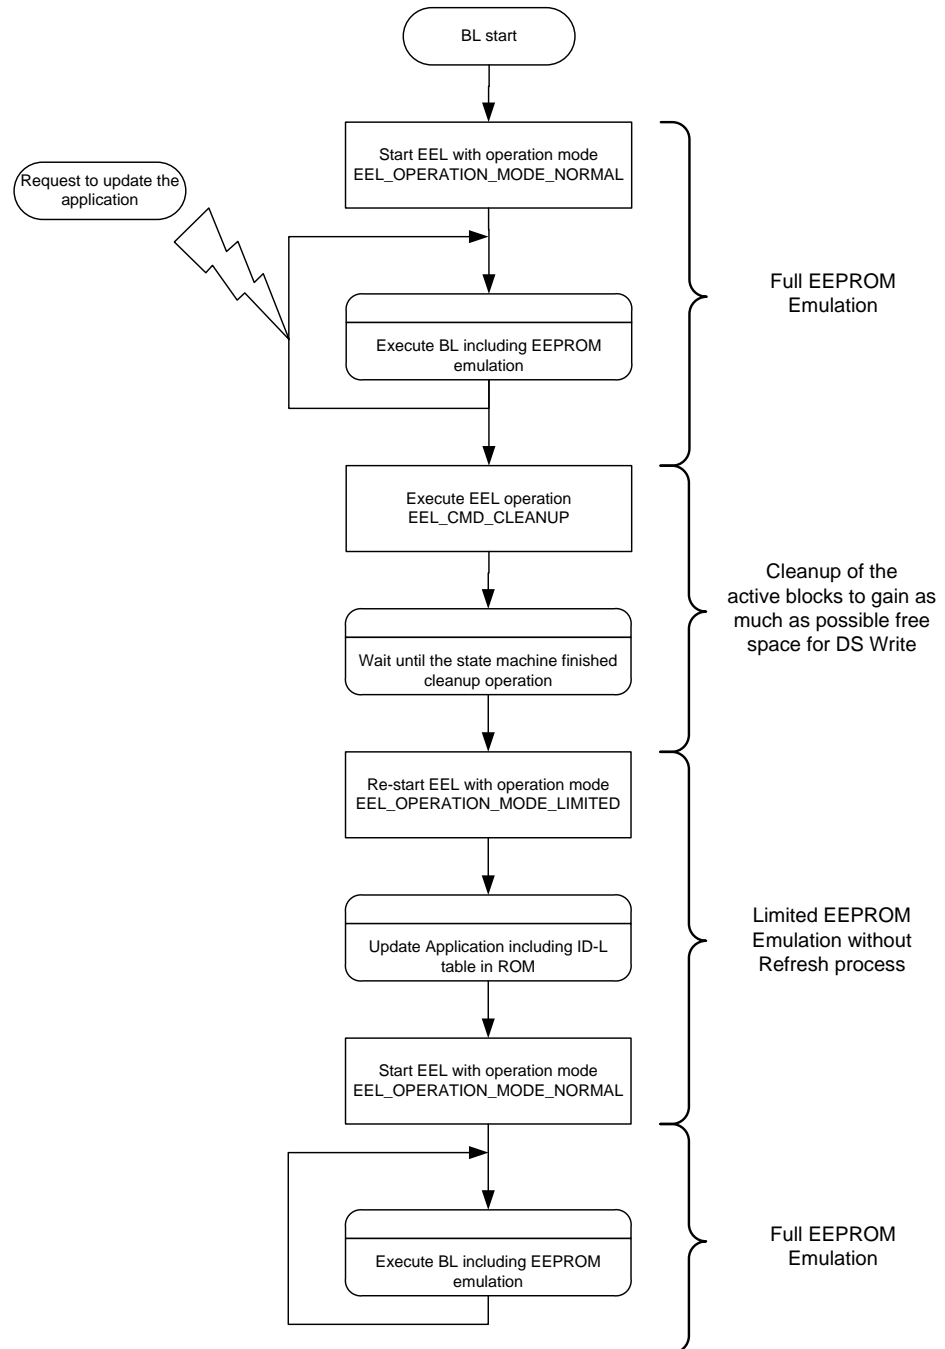 BL start
Start EEL with operation mode
EEL_OPERATION_MODE_NORMAL
Request to update the
application
Full EEPROM
Emulation
Execute BL including EEPROM
emulation
Execute EEL operation
EEL_CMD_CLEANUP
Cleanup of the
active blocks to gain as
much as possible free
space for DS Write
Wait until the state machine finished
cleanup operation
Re-start EEL with operation mode
EEL_OPERATION_MODE_LIMITED
Limited EEPROM
Emulation without
Refresh process
Update Application including ID-L
table in ROM
Start EEL with operation mode
EEL_OPERATION_MODE_NORMAL
Full EEPROM
Emulation
Execute BL including EEPROM
emulation